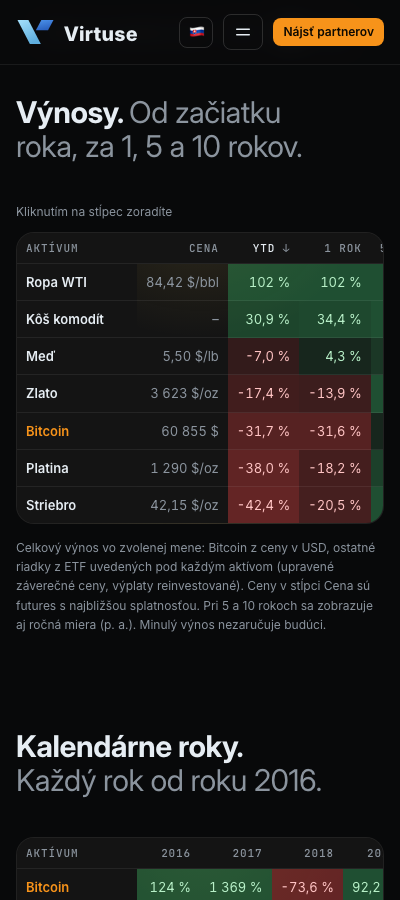 Virtuse
Nájsť partnerov
Výnosy. Od začiatku
roka, za 1, 5 a 10 rokov.
Kliknutím na stĺpec zoradíte
AKTÍVUM CENA YTD ↓ 1 ROK
Ropa WTI 84,42 $/bbl 102 % 102 %
Kôš komodít – 30,9 % 34,4 %
Meď 5,50 $/lb -7,0 % 4,3 %
Zlato 3 623 $/oz -17,4 % -13,9 %
Bitcoin 60 855 $ -31,7 % -31,6 %
Platina 1 290 $/oz -38,0 % -18,2 %
Striebro 42,15 $/oz -42,4 % -20,5 %
Celkový výnos vo zvolenej mene: Bitcoin z ceny v USD, ostatné
riadky z ETF uvedených pod každým aktívom (upravené
záverečné ceny, výplaty reinvestované). Ceny v stĺpci Cena sú
futures s najbližšou splatnosťou. Pri 5 a 10 rokoch sa zobrazuje
aj ročná miera (p. a.). Minulý výnos nezaručuje budúci.
Kalendárne roky.
Každý rok od roku 2016.
AKTÍVUM 2016 2017 2018 20
Bitcoin 124 % 1 369 % -73,6 % 92,2